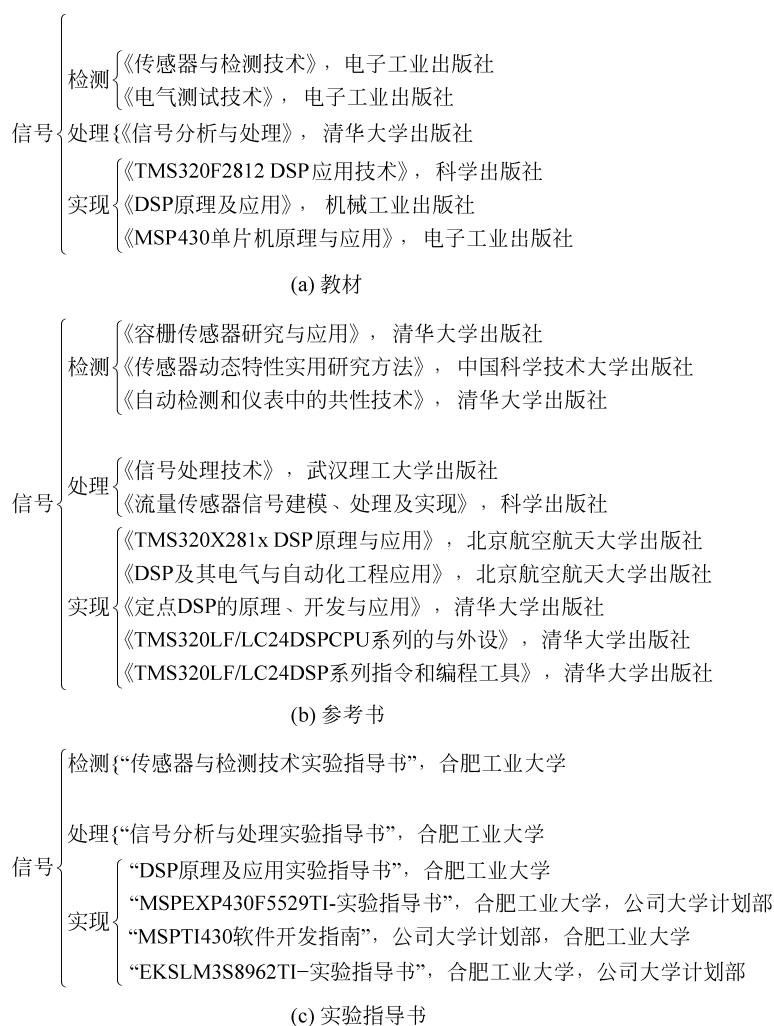 检测
《传感器与检测技术》，电子工业出版社
《电气测试技术》，电子工业出版社
信号
处理
《信号分析与处理》，清华大学出版社
实现
《TMS320F2812 DSP应用技术》，科学出版社
《DSP原理及应用》，机械工业出版社
《MSP430单片机原理与应用》，电子工业出版社
(a) 教材
检测
《容栅传感器研究与应用》，清华大学出版社
《传感器动态特性实用研究方法》，中国科学技术大学出版社
《自动检测和仪表中的共性技术》，清华大学出版社
信号
处理
《信号处理技术》，武汉理工大学出版社
《流量传感器信号建模、处理及实现》，科学出版社
实现
《TMS320X281x DSP原理与应用》，北京航空航天大学出版社
《DSP及其电气与自动化工程应用》，北京航空航天大学出版社
《定点DSP的原理、开发与应用》，清华大学出版社
《TMS320LF/LC24DSPCPU系列的与外设》，清华大学出版社
《TMS320LF/LC24DSP系列指令和编程工具》，清华大学出版社
(b) 参考书
检测
“传感器与检测技术实验指导书”，合肥工业大学
信号
处理
“信号分析与处理实验指导书”，合肥工业大学
实现
“DSP原理及应用实验指导书”，合肥工业大学
“MSPEXP430F5529TI-实验指导书”，合肥工业大学，公司大学计划部
“MSPTI430软件开发指南”，公司大学计划部，合肥工业大学
“EKSLM3S8962TI−实验指导书”，合肥工业大学，公司大学计划部
(c) 实验指导书